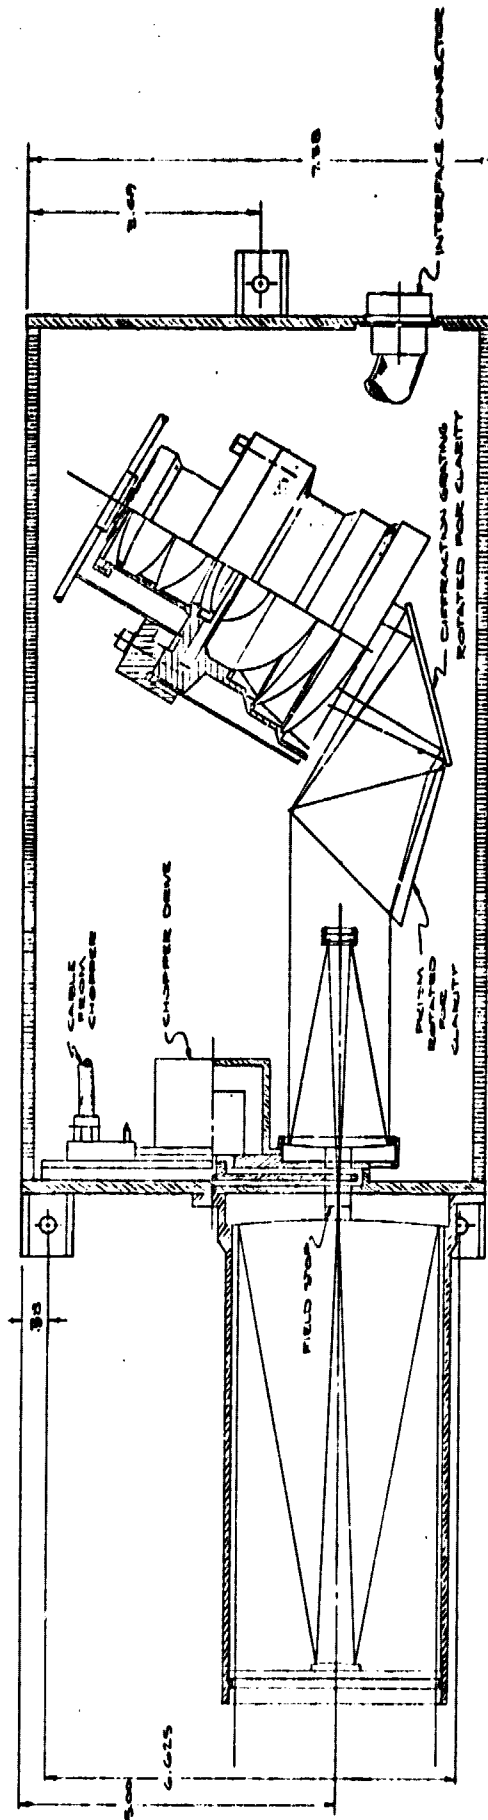 7.38
3.69
INTERFACE CONNECTOR
DIFFRACTION GRATING
ROTATED FOR CLARITY
CABLE
FROM
CHOPPER
CHOPPER DRIVE
PRISM
ROTATED
FOR
CLARITY
.38
FIELD STOP
6.625
5.00